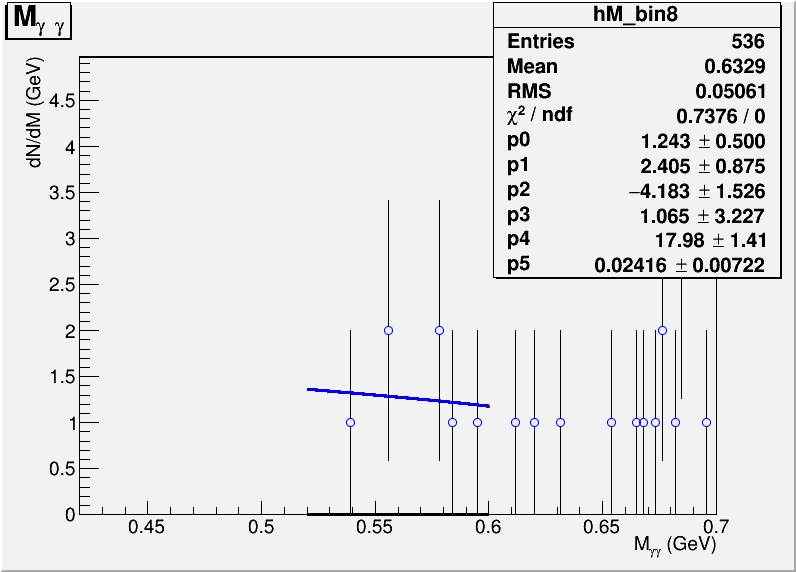 M γ γ
hM_bin8
Entries 536
Mean 0.6329
RMS 0.05061
χ² / ndf 0.7376 / 0
p0 1.243 ± 0.500
p1 2.405 ± 0.875
p2 −4.183 ± 1.526
p3 1.065 ± 3.227
p4 17.98 ± 1.41
p5 0.02416 ± 0.00722
dN/dM (GeV)
4.5
4
3.5
3
2.5
2
1.5
1
0.5
0
0.45 0.5 0.55 0.6 0.65 0.7
Mγγ (GeV)